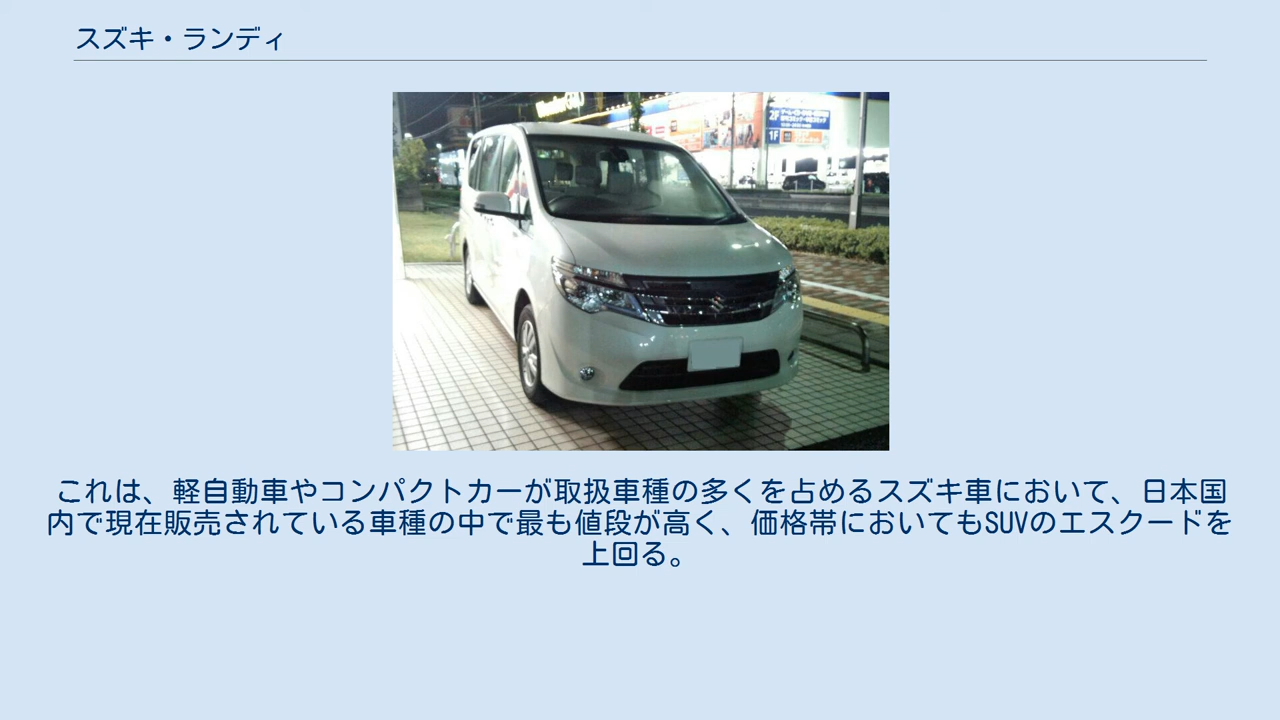 スズキ・ランディ
2F
1F
これは、軽自動車やコンパクトカーが取扱車種の多くを占めるスズキ車において、日本国
内で現在販売されている車種の中で最も値段が高く、価格帯においてもSUVのエスクードを
上回る。